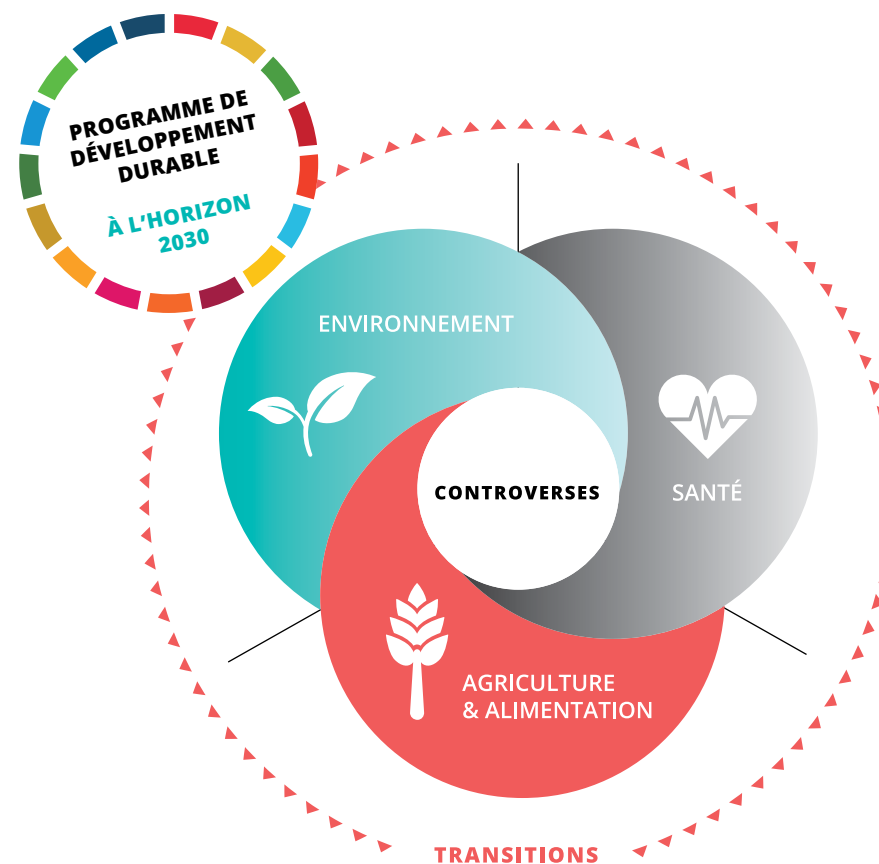 PROGRAMME DE
DÉVELOPPEMENT
DURABLE
À L'HORIZON
2030
ENVIRONNEMENT
CONTROVERSES
SANTÉ
AGRICULTURE
& ALIMENTATION
TRANSITIONS